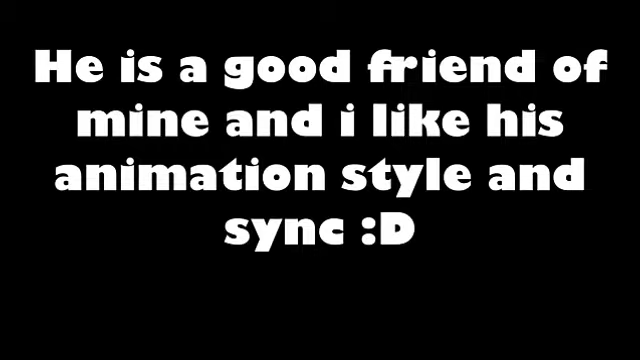 He is a good friend of
mine and i like his
animation style and
sync :D